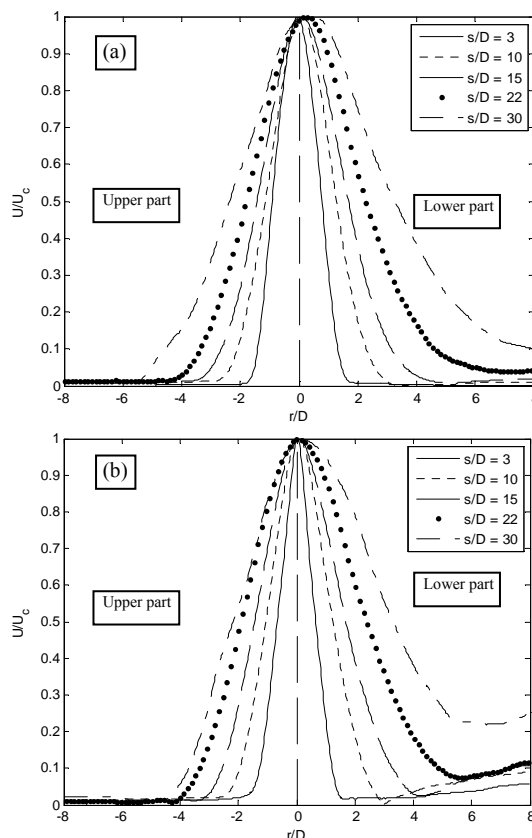 (a)
s/D = 3
s/D = 10
s/D = 15
s/D = 22
s/D = 30
Upper part
Lower part
U/Uc
1
0.9
0.8
0.7
0.6
0.5
0.4
0.3
0.2
0.1
0
-8 -6 -4 -2 0 2 4 6 8
r/D
(b)
s/D = 3
s/D = 10
s/D = 15
s/D = 22
s/D = 30
Upper part
Lower part
U/Uc
1
0.9
0.8
0.7
0.6
0.5
0.4
0.3
0.2
0.1
0
-8 -6 -4 -2 0 2 4 6 8
r/D